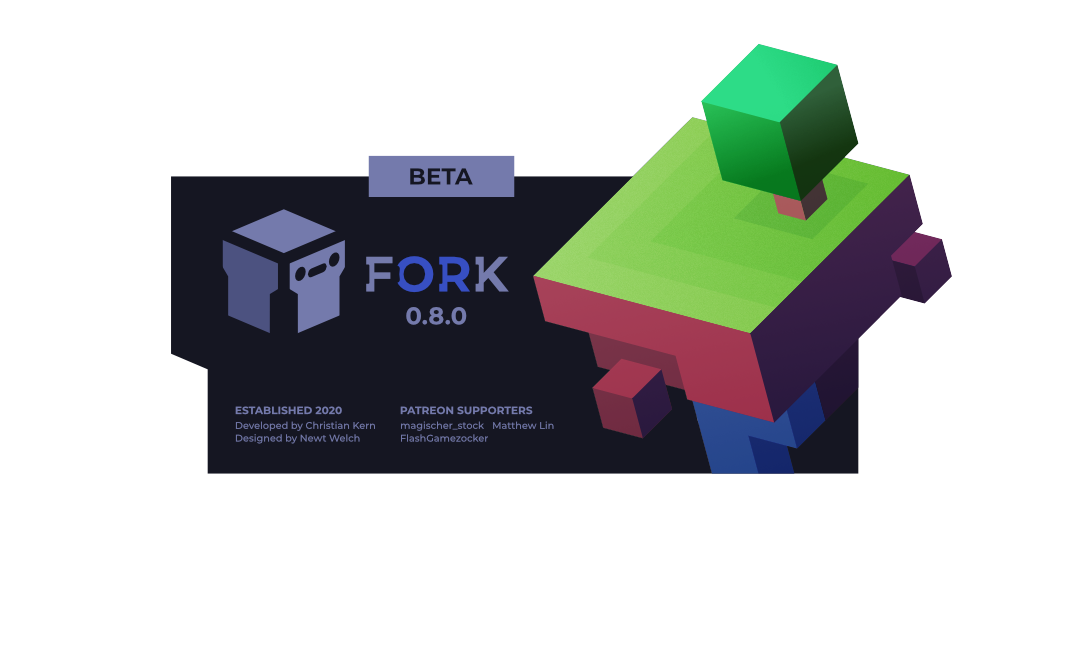 BETA
FORK
0.8.0
ESTABLISHED 2020
Developed by Christian Kern
Designed by Newt Welch
PATREON SUPPORTERS
magischer_stock Matthew Lin
FlashGamezocker